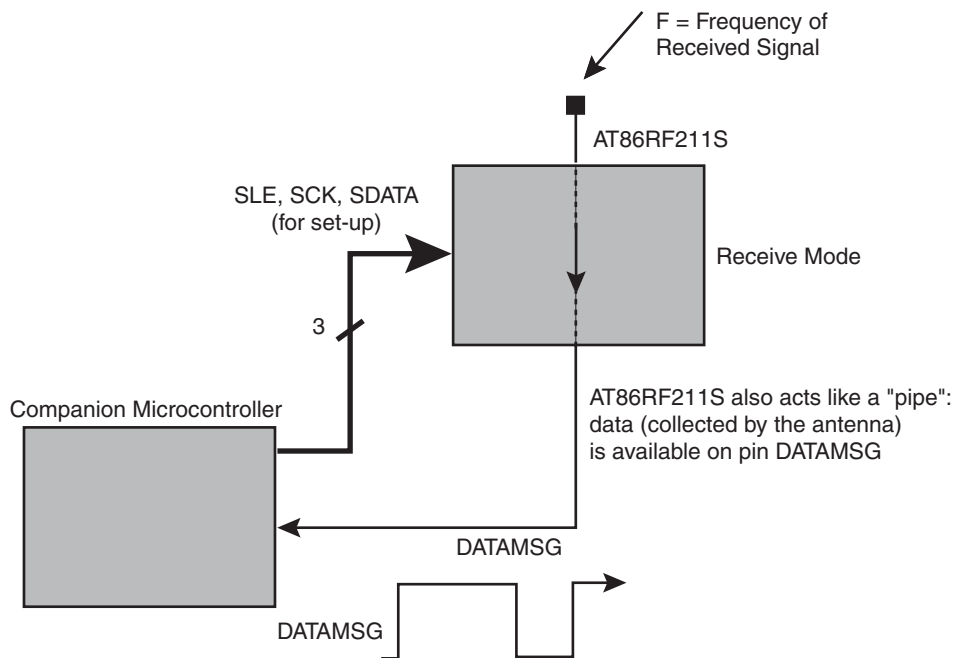 F = Frequency of
Received Signal
AT86RF211S
SLE, SCK, SDATA
(for set-up)
Receive Mode
3
AT86RF211S also acts like a "pipe":
data (collected by the antenna)
is available on pin DATAMSG
Companion Microcontroller
DATAMSG
DATAMSG